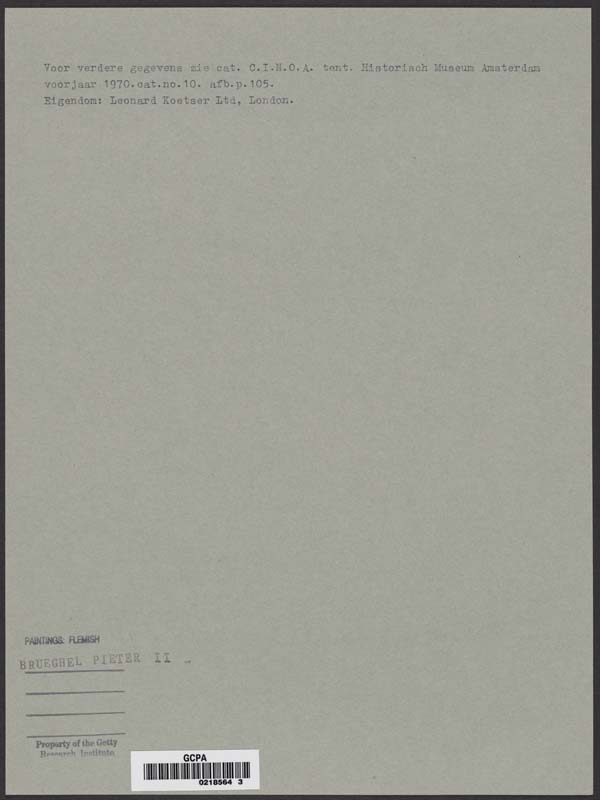 Voor verdere gegevens zie cat. C.I.N.O.A. tent. Historisch Museum Amsterdam
voorjaar 1970.cat.no.10. afb.p.105.
Eigendom: Leonard Koetser Ltd, London.
PAINTINGS: FLEMISH
BRUEGHEL PIETER II
Property of the Getty
Research Institute
GCPA
0218564 3